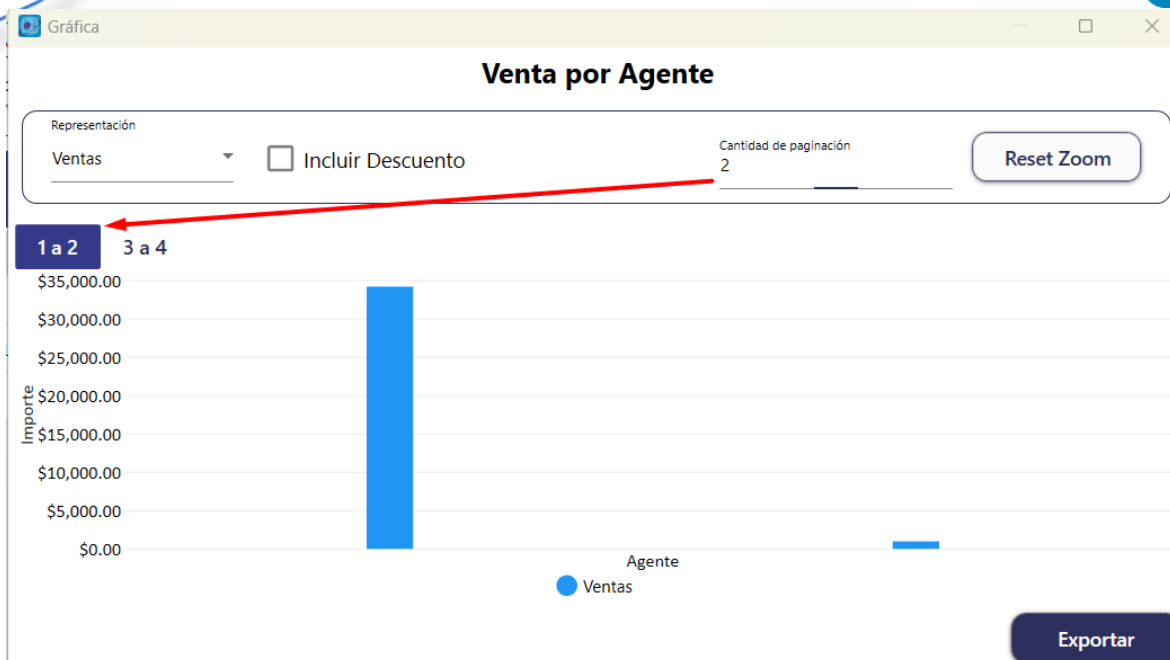 Gráfica
Venta por Agente
Representación
Ventas
Incluir Descuento
Cantidad de paginación
2
Reset Zoom
1 a 2
3 a 4
$35,000.00
$30,000.00
$25,000.00
$20,000.00
$15,000.00
$10,000.00
$5,000.00
$0.00
Importe
Agente
Ventas
Exportar